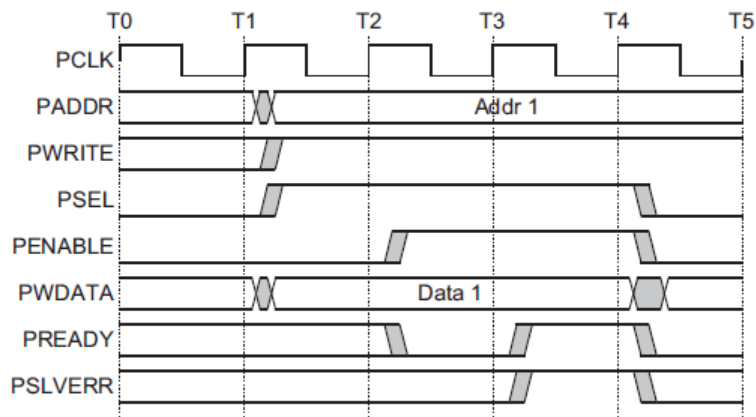 T0 T1 T2 T3 T4 T5
PCLK
PADDR Addr 1
PWRITE
PSEL
PENABLE
PWDATA Data 1
PREADY
PSLVERR